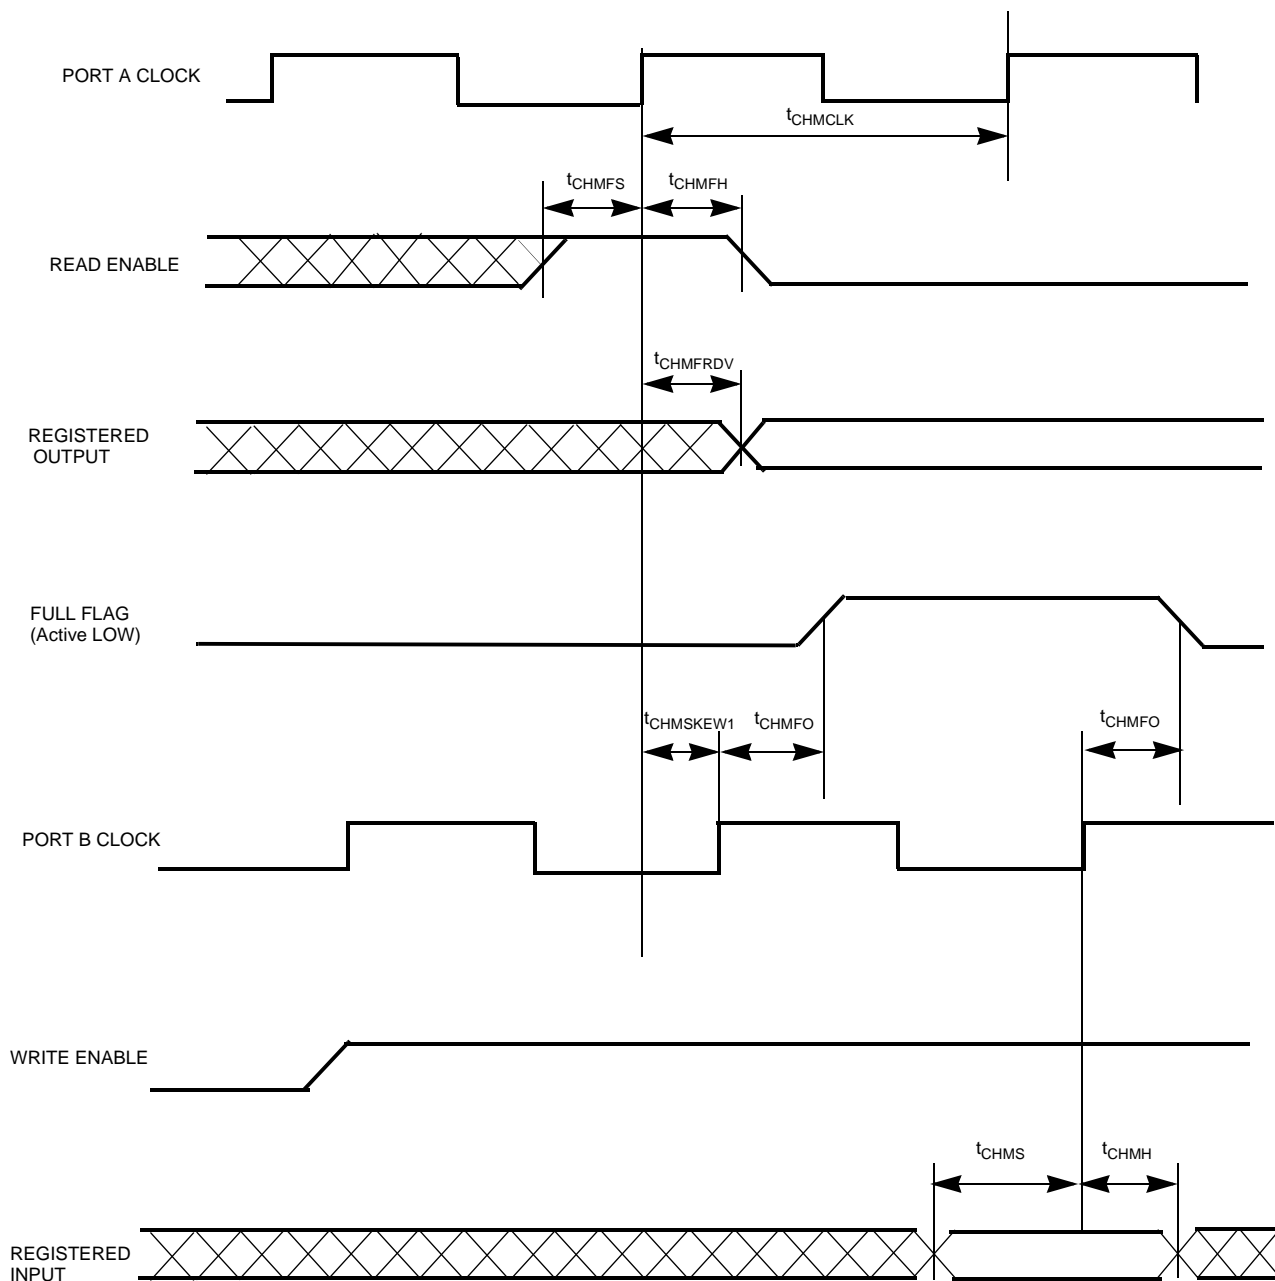 PORT A CLOCK
tCHMCLK
tCHMFS
tCHMFH
READ ENABLE
tCHMFRDV
REGISTERED
OUTPUT
FULL FLAG
(Active LOW)
tCHMSKEW1
tCHMFO
tCHMFO
PORT B CLOCK
WRITE ENABLE
tCHMS
tCHMH
REGISTERED
INPUT